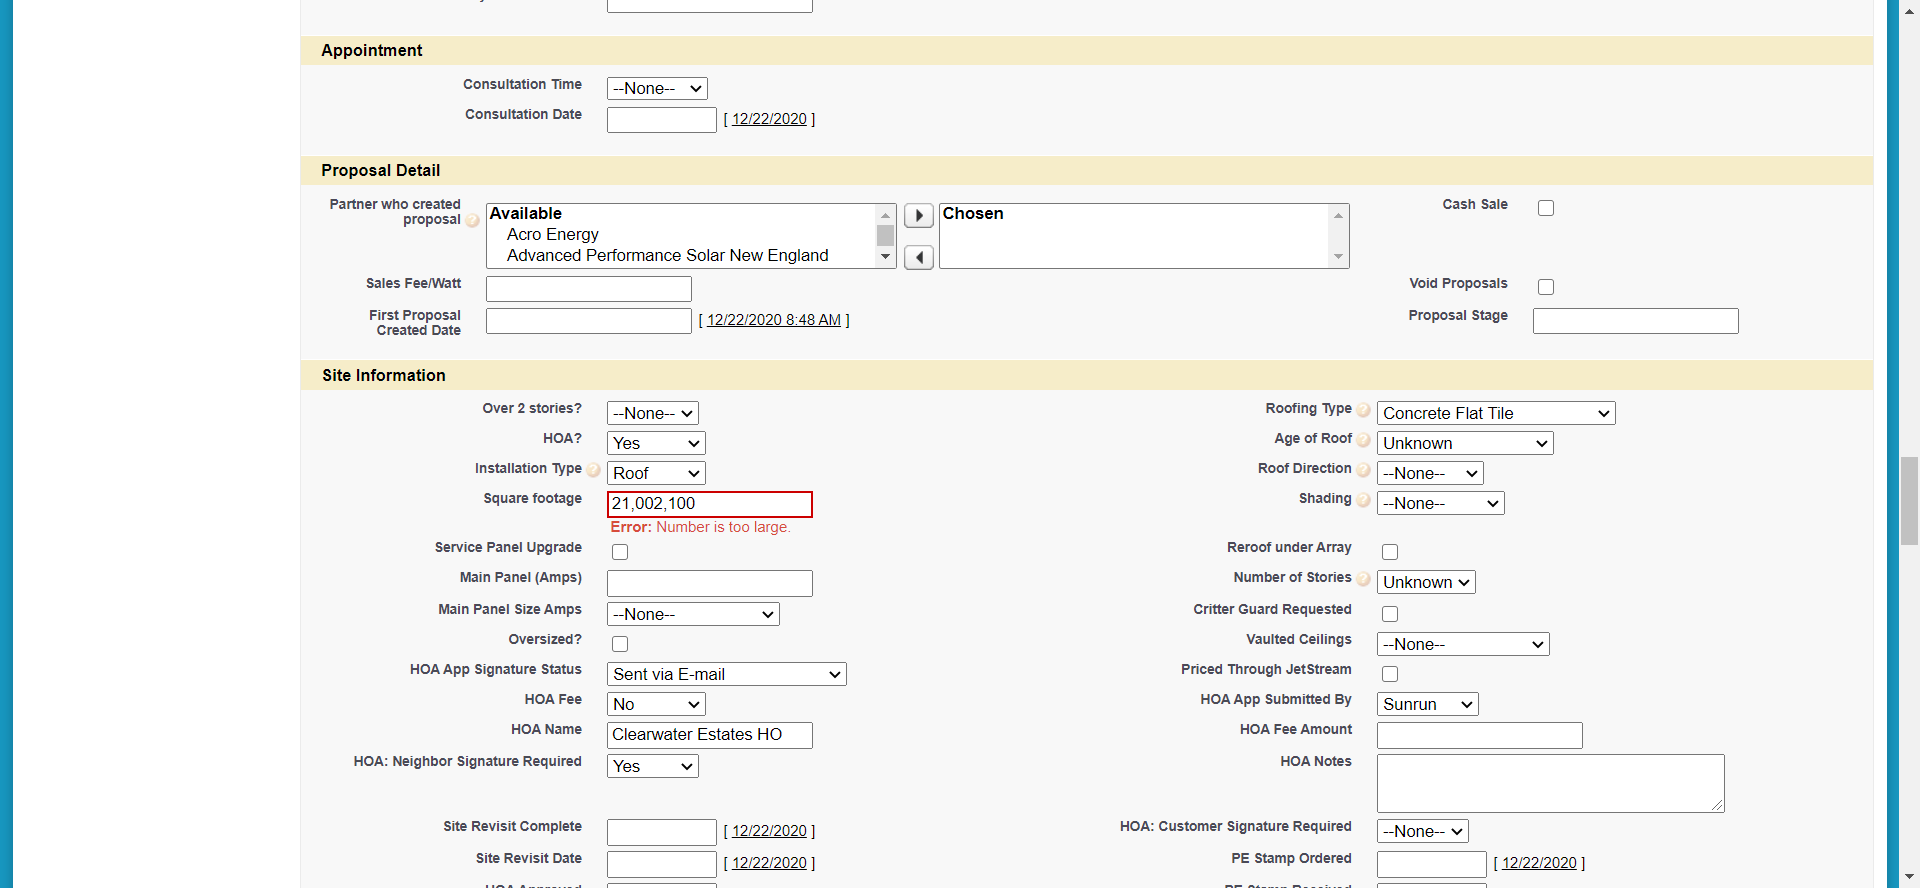 Appointment
Consultation Time --None--
Consultation Date [ 12/22/2020 ]
Proposal Detail
Partner who created proposal
Available
Acro Energy
Advanced Performance Solar New England
Chosen
Cash Sale
Sales Fee/Watt
Void Proposals
First Proposal Created Date [ 12/22/2020 8:48 AM ]
Proposal Stage
Site Information
Over 2 stories? --None--
Roofing Type ? Concrete Flat Tile
HOA? Yes
Age of Roof ? Unknown
Installation Type ? Roof
Roof Direction ? --None--
Square footage 21,002,100
Error: Number is too large.
Shading ? --None--
Service Panel Upgrade
Reroof under Array
Main Panel (Amps)
Number of Stories ? Unknown
Main Panel Size Amps --None--
Critter Guard Requested
Oversized?
Vaulted Ceilings --None--
HOA App Signature Status Sent via E-mail
Priced Through JetStream
HOA Fee No
HOA App Submitted By Sunrun
HOA Name Clearwater Estates HO
HOA Fee Amount
HOA: Neighbor Signature Required Yes
HOA Notes
Site Revisit Complete [ 12/22/2020 ]
HOA: Customer Signature Required --None--
Site Revisit Date [ 12/22/2020 ]
PE Stamp Ordered [ 12/22/2020 ]